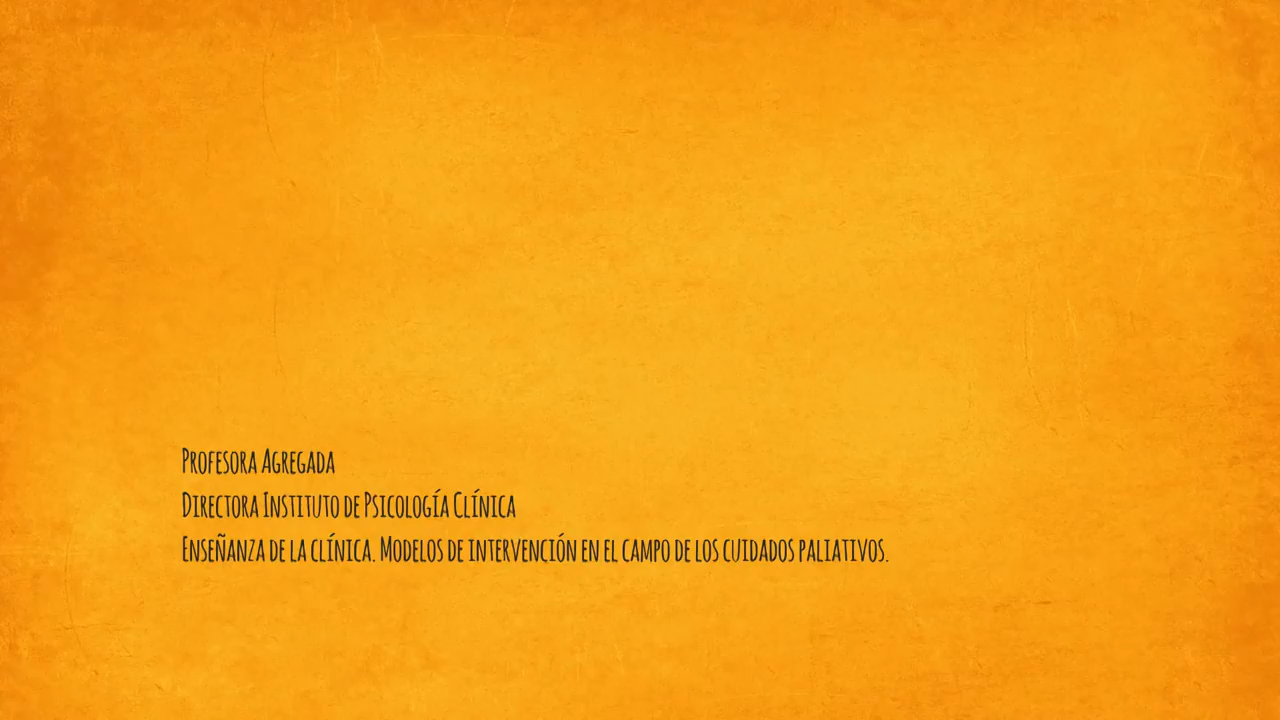 Profesora Agregada
Directora Instituto de Psicología Clínica
Enseñanza de la clínica. Modelos de intervención en el campo de los cuidados paliativos.